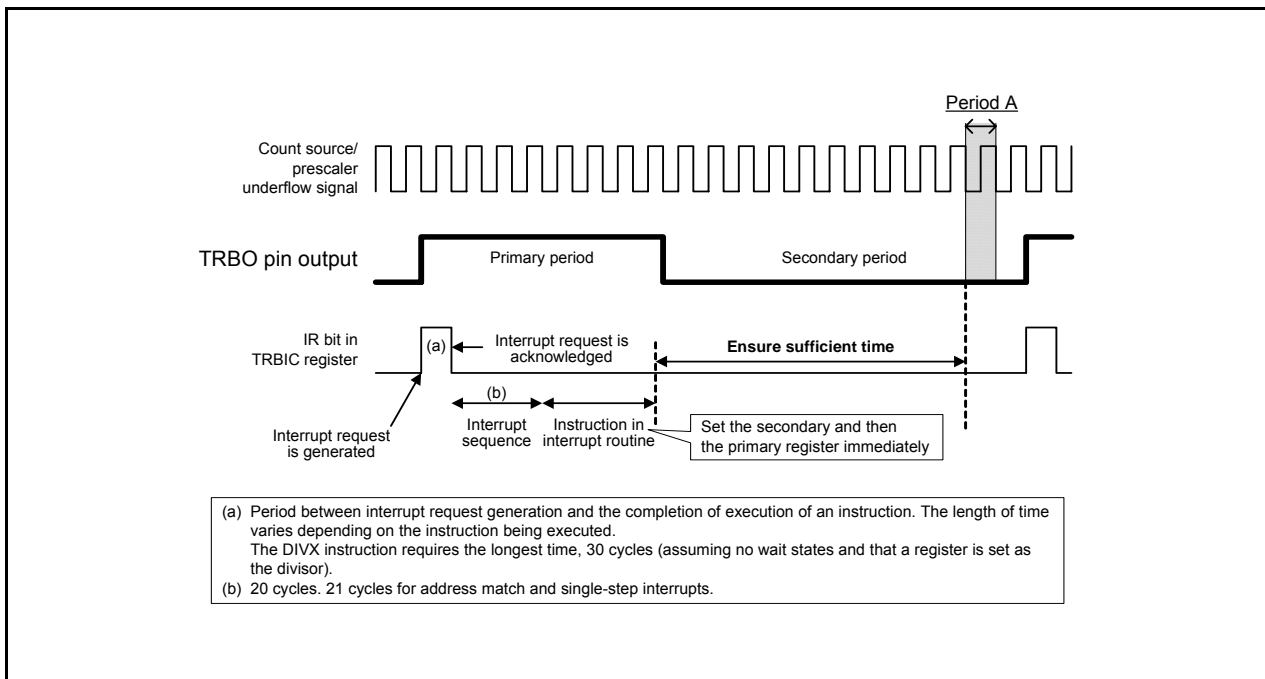 Period A
Count source/
prescaler
underflow signal
TRBO pin output
Primary period
Secondary period
IR bit in
TRBIC register
(a)
Interrupt request is
acknowledged
Ensure sufficient time
(b)
Interrupt request
is generated
Interrupt
sequence
Instruction in
interrupt routine
Set the secondary and then
the primary register immediately
(a) Period between interrupt request generation and the completion of execution of an instruction. The length of time
varies depending on the instruction being executed.
The DIVX instruction requires the longest time, 30 cycles (assuming no wait states and that a register is set as
the divisor).
(b) 20 cycles. 21 cycles for address match and single-step interrupts.